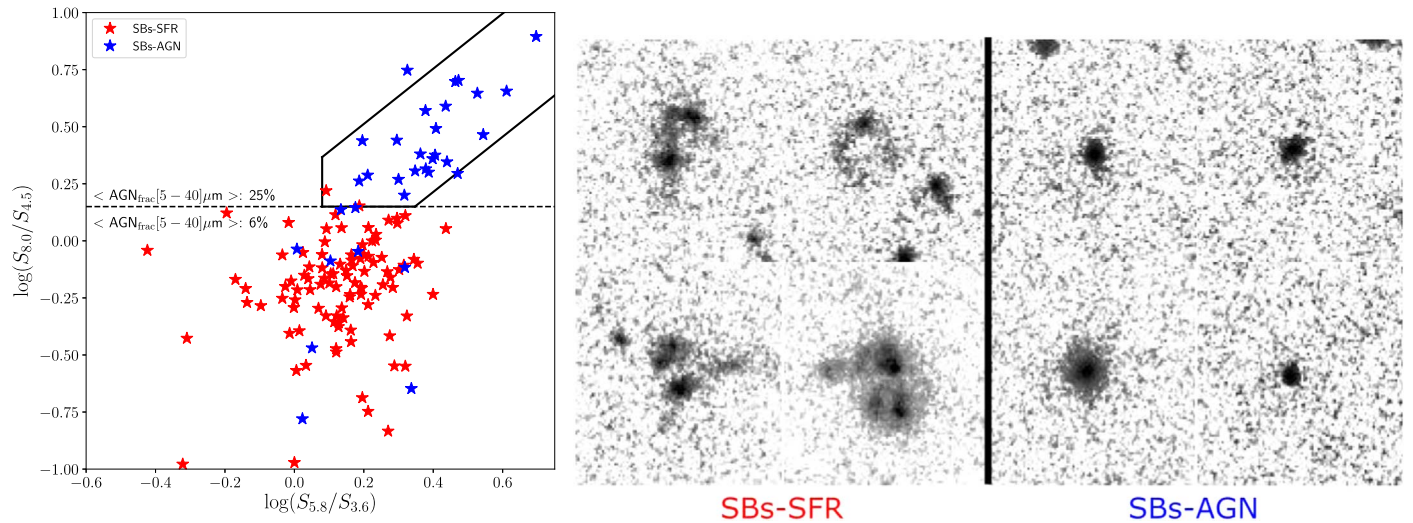 SBs-SFR
SBs-AGN
1.00
0.75
0.50
0.25
0.00
−0.25
−0.50
−0.75
−1.00
log(S8.0/S4.5)
< AGNfrac[5 − 40]μm >: 25%
< AGNfrac[5 − 40]μm >: 6%
−0.6
−0.4
−0.2
0.0
0.2
0.4
0.6
log(S5.8/S3.6)
SBs-SFR
SBs-AGN